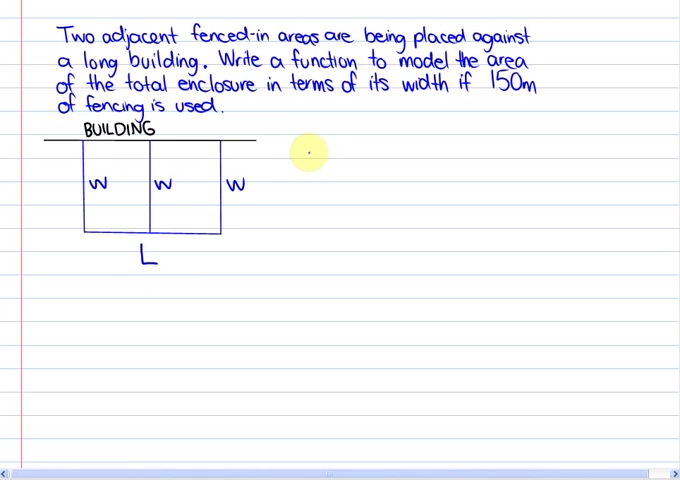 Two adjacent fenced-in areas are being placed against
a long building. Write a function to model the area
of the total enclosure in terms of its width if 150m
of fencing is used.
BUILDING
W W W
L